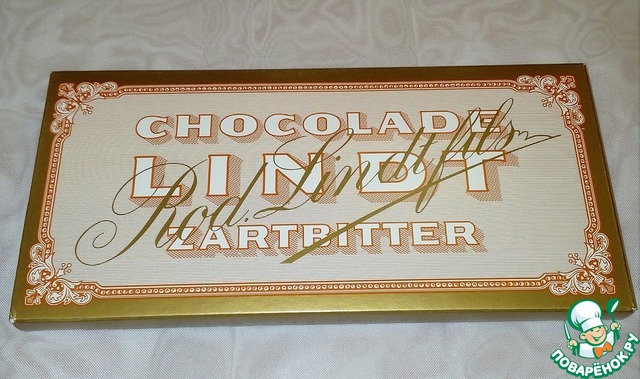 CHOCOLADE
LINDT
Rod. Lindt fils
ZARTBITTER
ПОВАРЁНОК.РУ